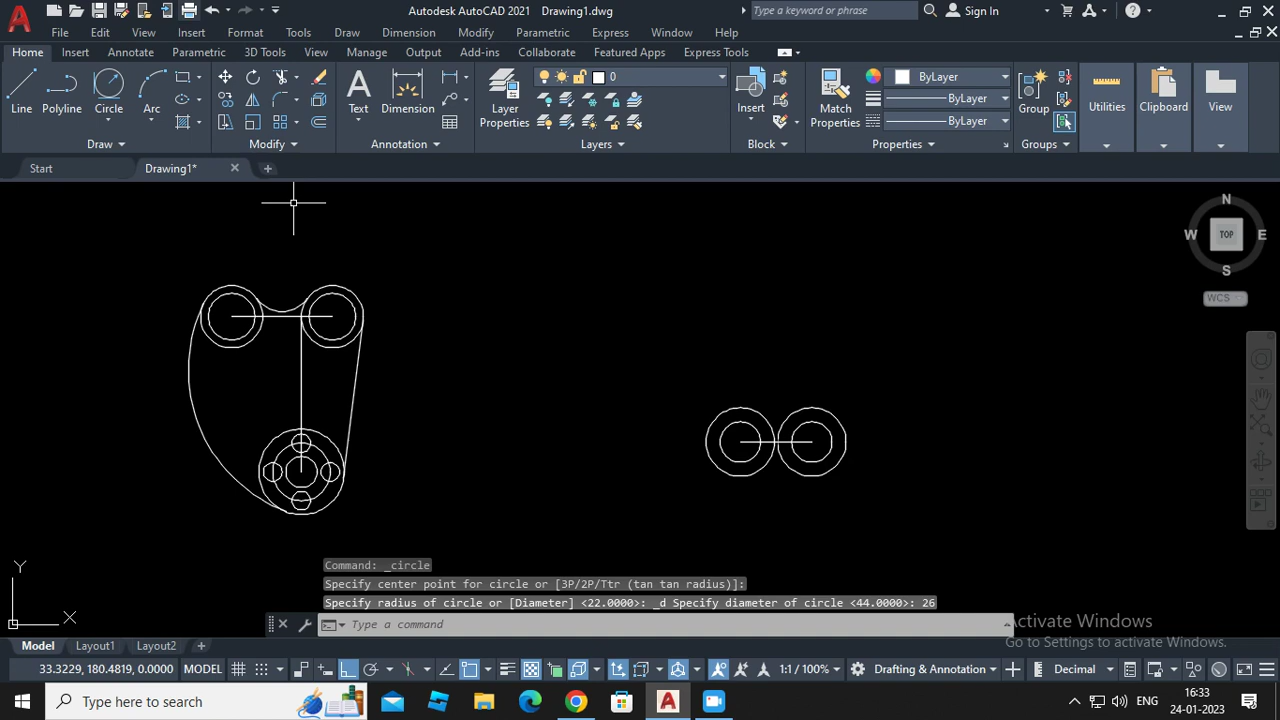 Autodesk AutoCAD 2021 Drawing1.dwg
Type a keyword or phrase
Sign In
File Edit View Insert Format Tools Draw Dimension Modify Parametric Express Window Help
Home Insert Annotate Parametric 3D Tools View Manage Output Add-ins Collaborate Featured Apps Express Tools
Line Polyline Circle Arc
Text Dimension
Layer Properties
0
Insert
Match Properties
ByLayer
ByLayer
ByLayer
Group
Utilities
Clipboard
View
Draw Modify Annotation Layers Block Properties Groups
Start Drawing1*
N
W TOP E
S
WCS
Y
X
Command: _circle
Specify center point for circle or [3P/2P/Ttr (tan tan radius)]:
Specify radius of circle or [Diameter] <22.0000>: _d Specify diameter of circle <44.0000>: 26
Type a command
Activate Windows
Go to Settings to activate Windows.
Model Layout1 Layout2
33.3229, 180.4819, 0.0000 MODEL 1:1 / 100% Drafting & Annotation Decimal
Type here to search
ENG
16:33
24-01-2023